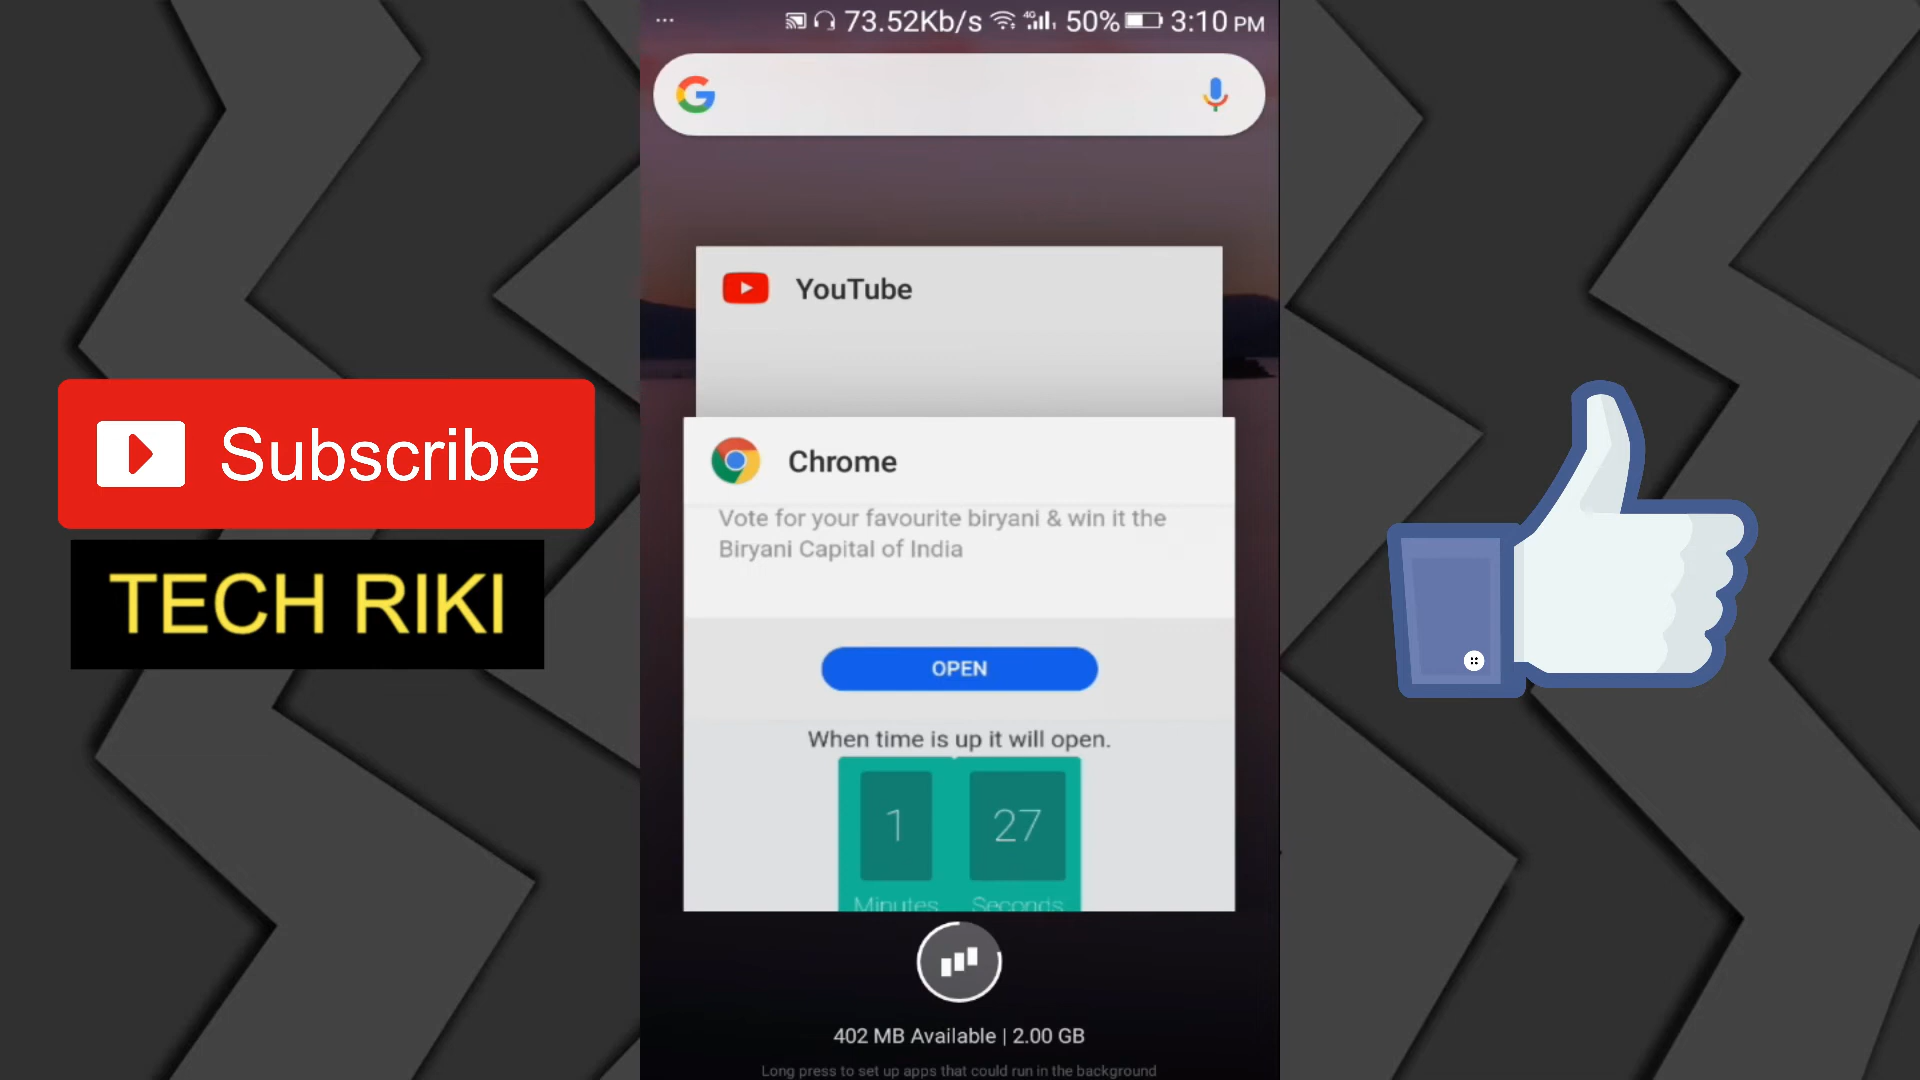 73.52Kb/s 4G 50% 3:10 PM
YouTube
Chrome
Vote for your favourite biryani & win it the
Biryani Capital of India
OPEN
When time is up it will open.
1 27
Minutes Seconds
402 MB Available | 2.00 GB
Long press to set up apps that could run in the background
Subscribe
TECH RIKI